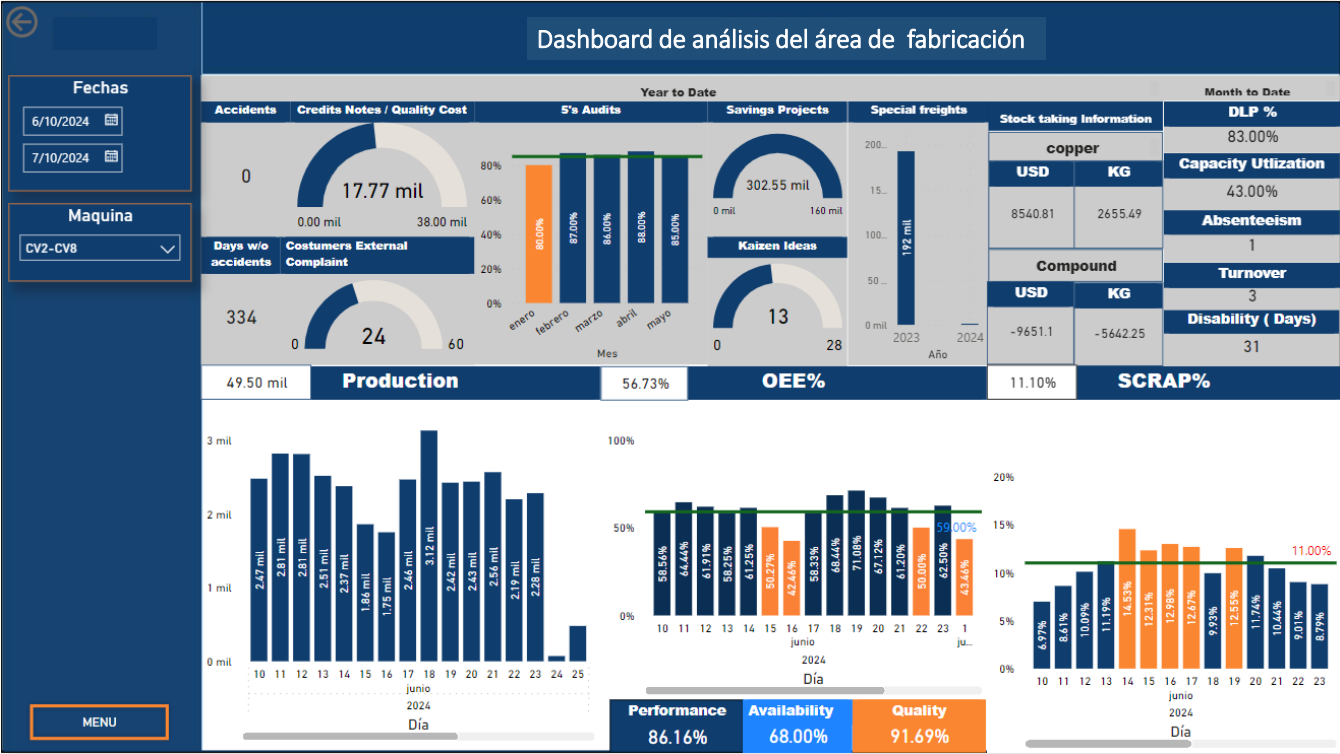 Dashboard de análisis del área de fabricación
Fechas
6/10/2024
7/10/2024
Maquina
CV2-CV8
MENU
Year to Date
Month to Date
Accidents
0
Days w/o
accidents
334
Credits Notes / Quality Cost
17.77 mil
0.00 mil
38.00 mil
Costumers External
Complaint
24
0
60
5's Audits
80%
60%
40%
20%
0%
80.00%
87.00%
86.00%
88.00%
85.00%
enero
febrero
marzo
abril
mayo
Mes
Savings Projects
302.55 mil
0 mil
160 mil
Kaizen Ideas
13
0
28
Special freights
200...
15...
100...
50 ...
0 mil
192 mil
2023
2024
Año
Stock taking Information
copper
USD
KG
8540.81
2655.49
Compound
USD
KG
-9651.1
-5642.25
DLP %
83.00%
Capacity Utlization
43.00%
Absenteeism
1
Turnover
3
Disability ( Days)
31
49.50 mil
Production
3 mil
2 mil
1 mil
0 mil
2.47 mil
2.81 mil
2.81 mil
2.51 mil
2.37 mil
1.86 mil
1.75 mil
2.46 mil
3.12 mil
2.42 mil
2.43 mil
2.56 mil
2.19 mil
2.28 mil
10 11 12 13 14 15 16 17 18 19 20 21 22 23 24 25
junio
2024
Día
56.73%
OEE%
100%
50%
0%
59.00%
58.56%
64.44%
61.91%
58.25%
61.25%
50.27%
42.46%
58.33%
68.44%
71.08%
67.12%
61.20%
50.00%
62.50%
43.46%
10 11 12 13 14 15 16 17 18 19 20 21 22 23 1
junio
ju...
2024
Día
Performance
86.16%
Availability
68.00%
Quality
91.69%
11.10%
SCRAP%
20%
15%
10%
5%
0%
11.00%
6.97%
8.61%
10.09%
11.19%
14.53%
12.31%
12.98%
12.67%
9.93%
12.55%
11.74%
10.44%
9.01%
8.79%
10 11 12 13 14 15 16 17 18 19 20 21 22 23
junio
2024
Día